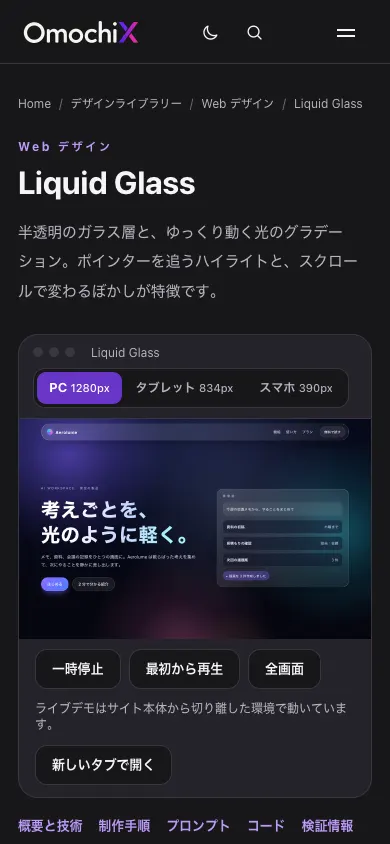 OmochiX
Home / デザインライブラリー / Web デザイン / Liquid Glass
Web デザイン
Liquid Glass
半透明のガラス層と、ゆっくり動く光のグラデー
ション。ポインターを追うハイライトと、スクロー
ルで変わるぼかしが特徴です。
Liquid Glass
PC 1280px タブレット 834px スマホ 390px
Aerolume
プラン
考えごとを、
光のように軽く。
一時停止 最初から再生 全画面
ライブデモはサイト本体から切り離した環境で動いていま
す。
新しいタブで開く
概要と技術 制作手順 プロンプト コード 検証情報